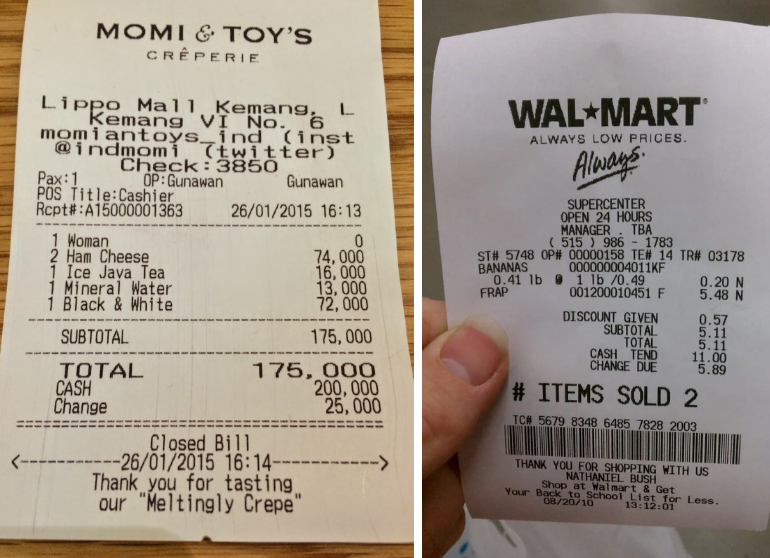 MOMI & TOY'S
CRÊPERIE
Lippo Mall Kemang, L
Kemang VI No. 6
momiantoys_ind (inst
@indmomi (twitter)
Check:3850
Pax:1 OP:Gunawan Gunawan
POS Title:Cashier
Rcpt#:A15000001363 26/01/2015 16:13
1 Woman 0
2 Ham Cheese 74,000
1 Ice Java Tea 16,000
1 Mineral Water 13,000
1 Black & White 72,000
SUBTOTAL 175,000
TOTAL 175,000
CASH 200,000
Change 25,000
Closed Bill
<-------26/01/2015 16:14------->
Thank you for tasting
our "Meltingly Crepe"
WAL★MART®
ALWAYS LOW PRICES.
Always.
SUPERCENTER
OPEN 24 HOURS
MANAGER . TBA
( 515 ) 986 - 1783
ST# 5748 OP# 00000158 TE# 14 TR# 03178
BANANAS 000000004011KF
0.41 lb @ 1 lb /0.49 0.20 N
FRAP 001200010451 F 5.48 N
DISCOUNT GIVEN 0.57
SUBTOTAL 5.11
TOTAL 5.11
CASH TEND 11.00
CHANGE DUE 5.89
# ITEMS SOLD 2
TC# 5679 8348 6485 7828 2003
THANK YOU FOR SHOPPING WITH US
NATHANIEL BUSH
Shop at Walmart & Get
Your Back to School List for Less.
08/20/10 13:12:01